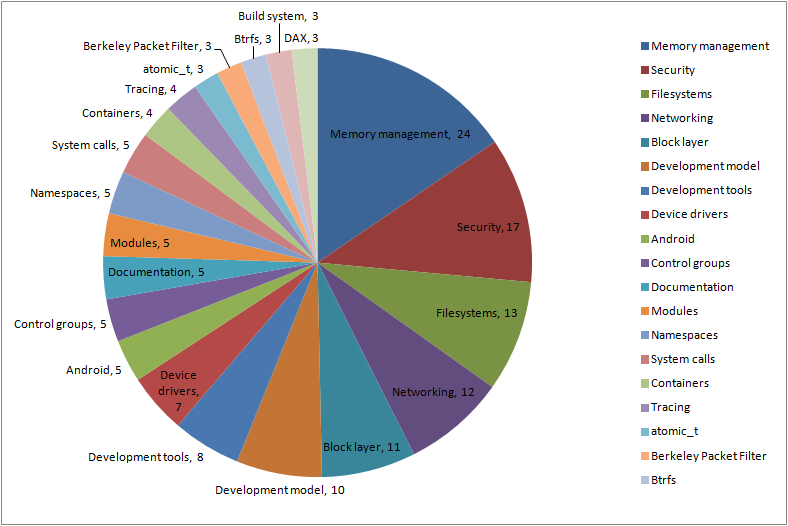 Build system, 3
Berkeley Packet Filter, 3
Btrfs, 3
DAX, 3
atomic_t, 3
Tracing, 4
Containers, 4
System calls, 5
Namespaces, 5
Modules, 5
Documentation, 5
Control groups, 5
Android, 5
Device
drivers,
7
Development tools, 8
Development model, 10
Block layer, 11
Networking, 12
Filesystems, 13
Security, 17
Memory management, 24
Memory management
Security
Filesystems
Networking
Block layer
Development model
Development tools
Device drivers
Android
Control groups
Documentation
Modules
Namespaces
System calls
Containers
Tracing
atomic_t
Berkeley Packet Filter
Btrfs